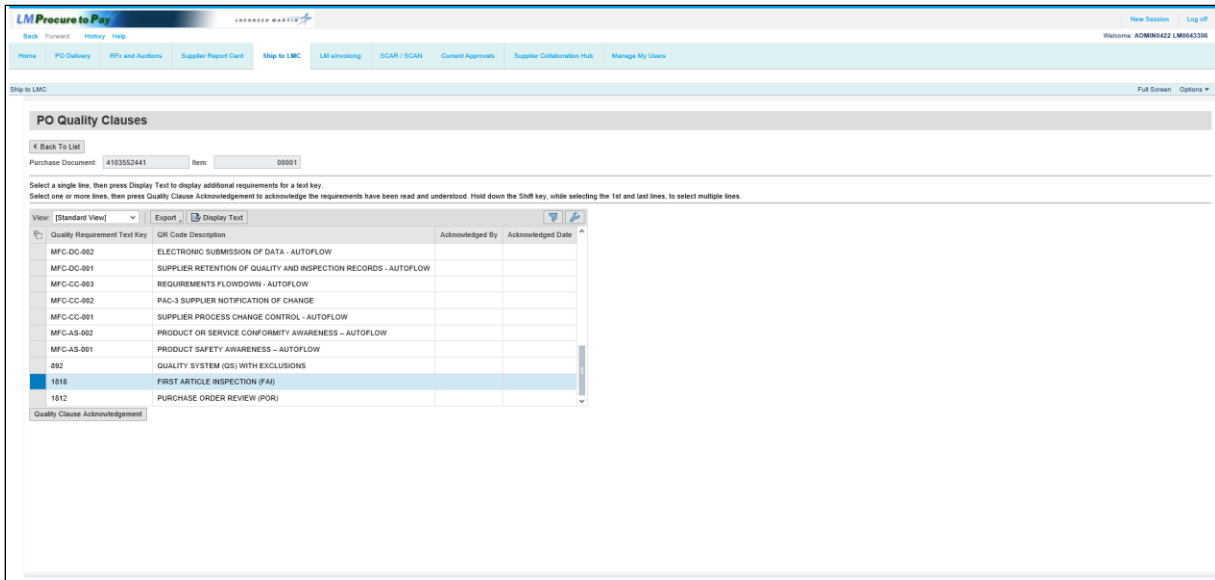 LM Procure to Pay LOCKHEED MARTIN New Session Log off
Back Forward History Help Welcome: ADMIN0422 LM0043306
Home PO Delivery RFx and Auctions Supplier Report Card Ship to LMC LM eInvoicing SCAR / SCAN Current Approvals Supplier Collaboration Hub Manage My Users
Ship to LMC Full Screen Options
PO Quality Clauses
Back To List
Purchase Document: 4103552441 Item: 00001
Select a single line, then press Display Text to display additional requirements for a text key.
Select one or more lines, then press Quality Clause Acknowledgement to acknowledge the requirements have been read and understood. Hold down the Shift key, while selecting the 1st and last lines, to select multiple lines.
View: [Standard View] Export Display Text
Quality Requirement Text Key QR Code Description Acknowledged By Acknowledged Date
MFC-DC-002 ELECTRONIC SUBMISSION OF DATA - AUTOFLOW
MFC-DC-001 SUPPLIER RETENTION OF QUALITY AND INSPECTION RECORDS - AUTOFLOW
MFC-CC-003 REQUIREMENTS FLOWDOWN - AUTOFLOW
MFC-CC-002 PAC-3 SUPPLIER NOTIFICATION OF CHANGE
MFC-CC-001 SUPPLIER PROCESS CHANGE CONTROL - AUTOFLOW
MFC-AS-002 PRODUCT OR SERVICE CONFORMITY AWARENESS – AUTOFLOW
MFC-AS-001 PRODUCT SAFETY AWARENESS – AUTOFLOW
892 QUALITY SYSTEM (QS) WITH EXCLUSIONS
1818 FIRST ARTICLE INSPECTION (FAI)
1812 PURCHASE ORDER REVIEW (POR)
Quality Clause Acknowledgement